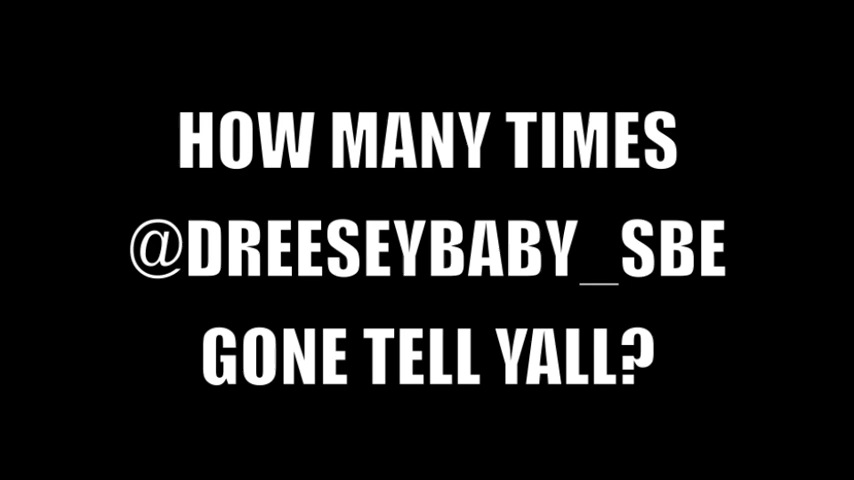 HOW MANY TIMES
@DREESEYBABY_SBE
GONE TELL YALL?